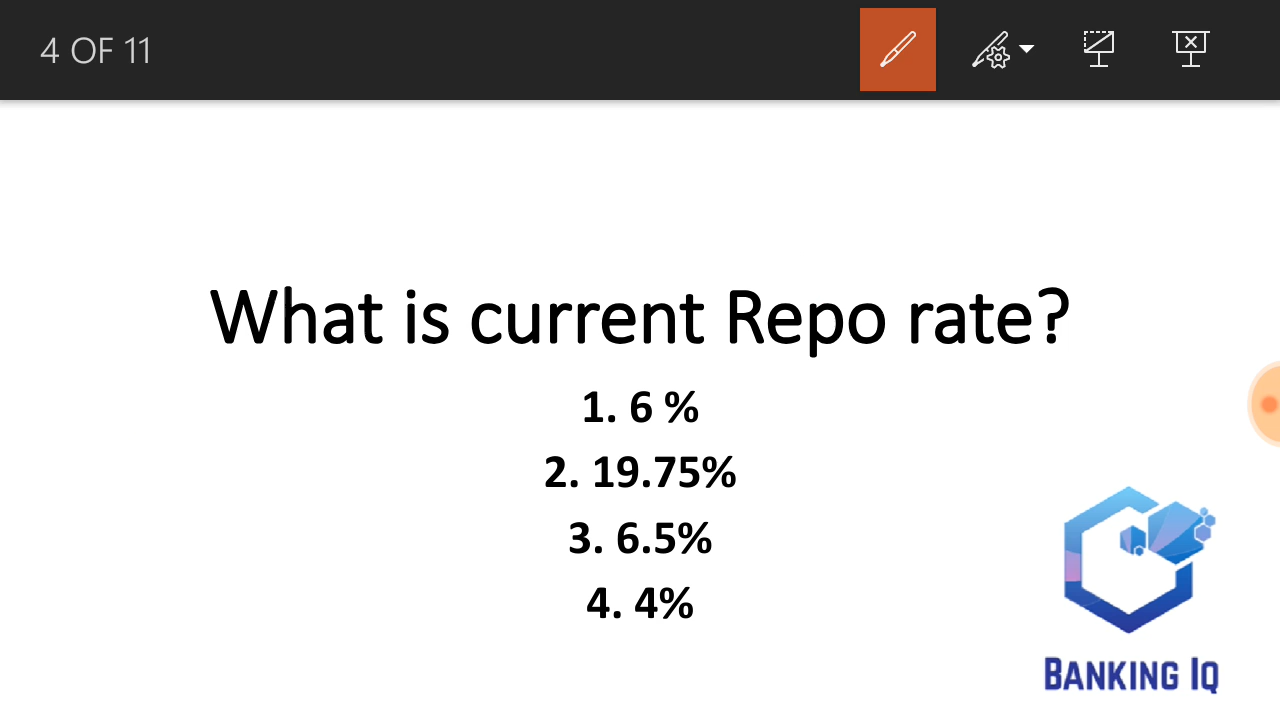 4 OF 11
What is current Repo rate?
1. 6 %
2. 19.75%
3. 6.5%
4. 4%
BANKING IQ